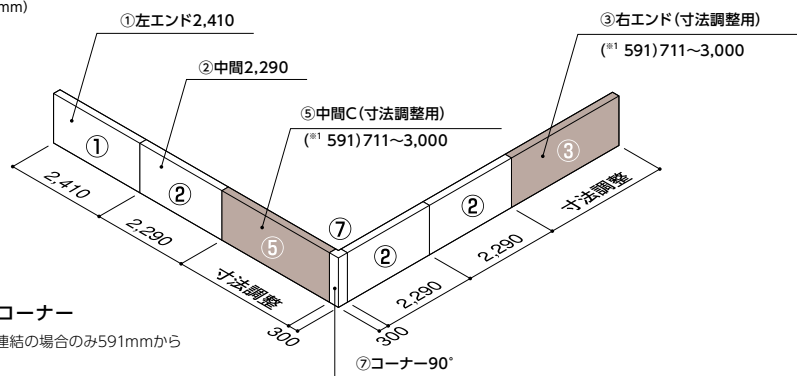 mm)
①左エンド2,410
②中間2,290
⑤中間C(寸法調整用)
(※1 591)711〜3,000
③右エンド(寸法調整用)
(※1 591)711〜3,000
①
②
⑤
⑦
②
②
③
2,410
2,290
寸法調整
300
300
2,290
2,290
寸法調整
コーナー
連結の場合のみ591mmから
⑦コーナー90°